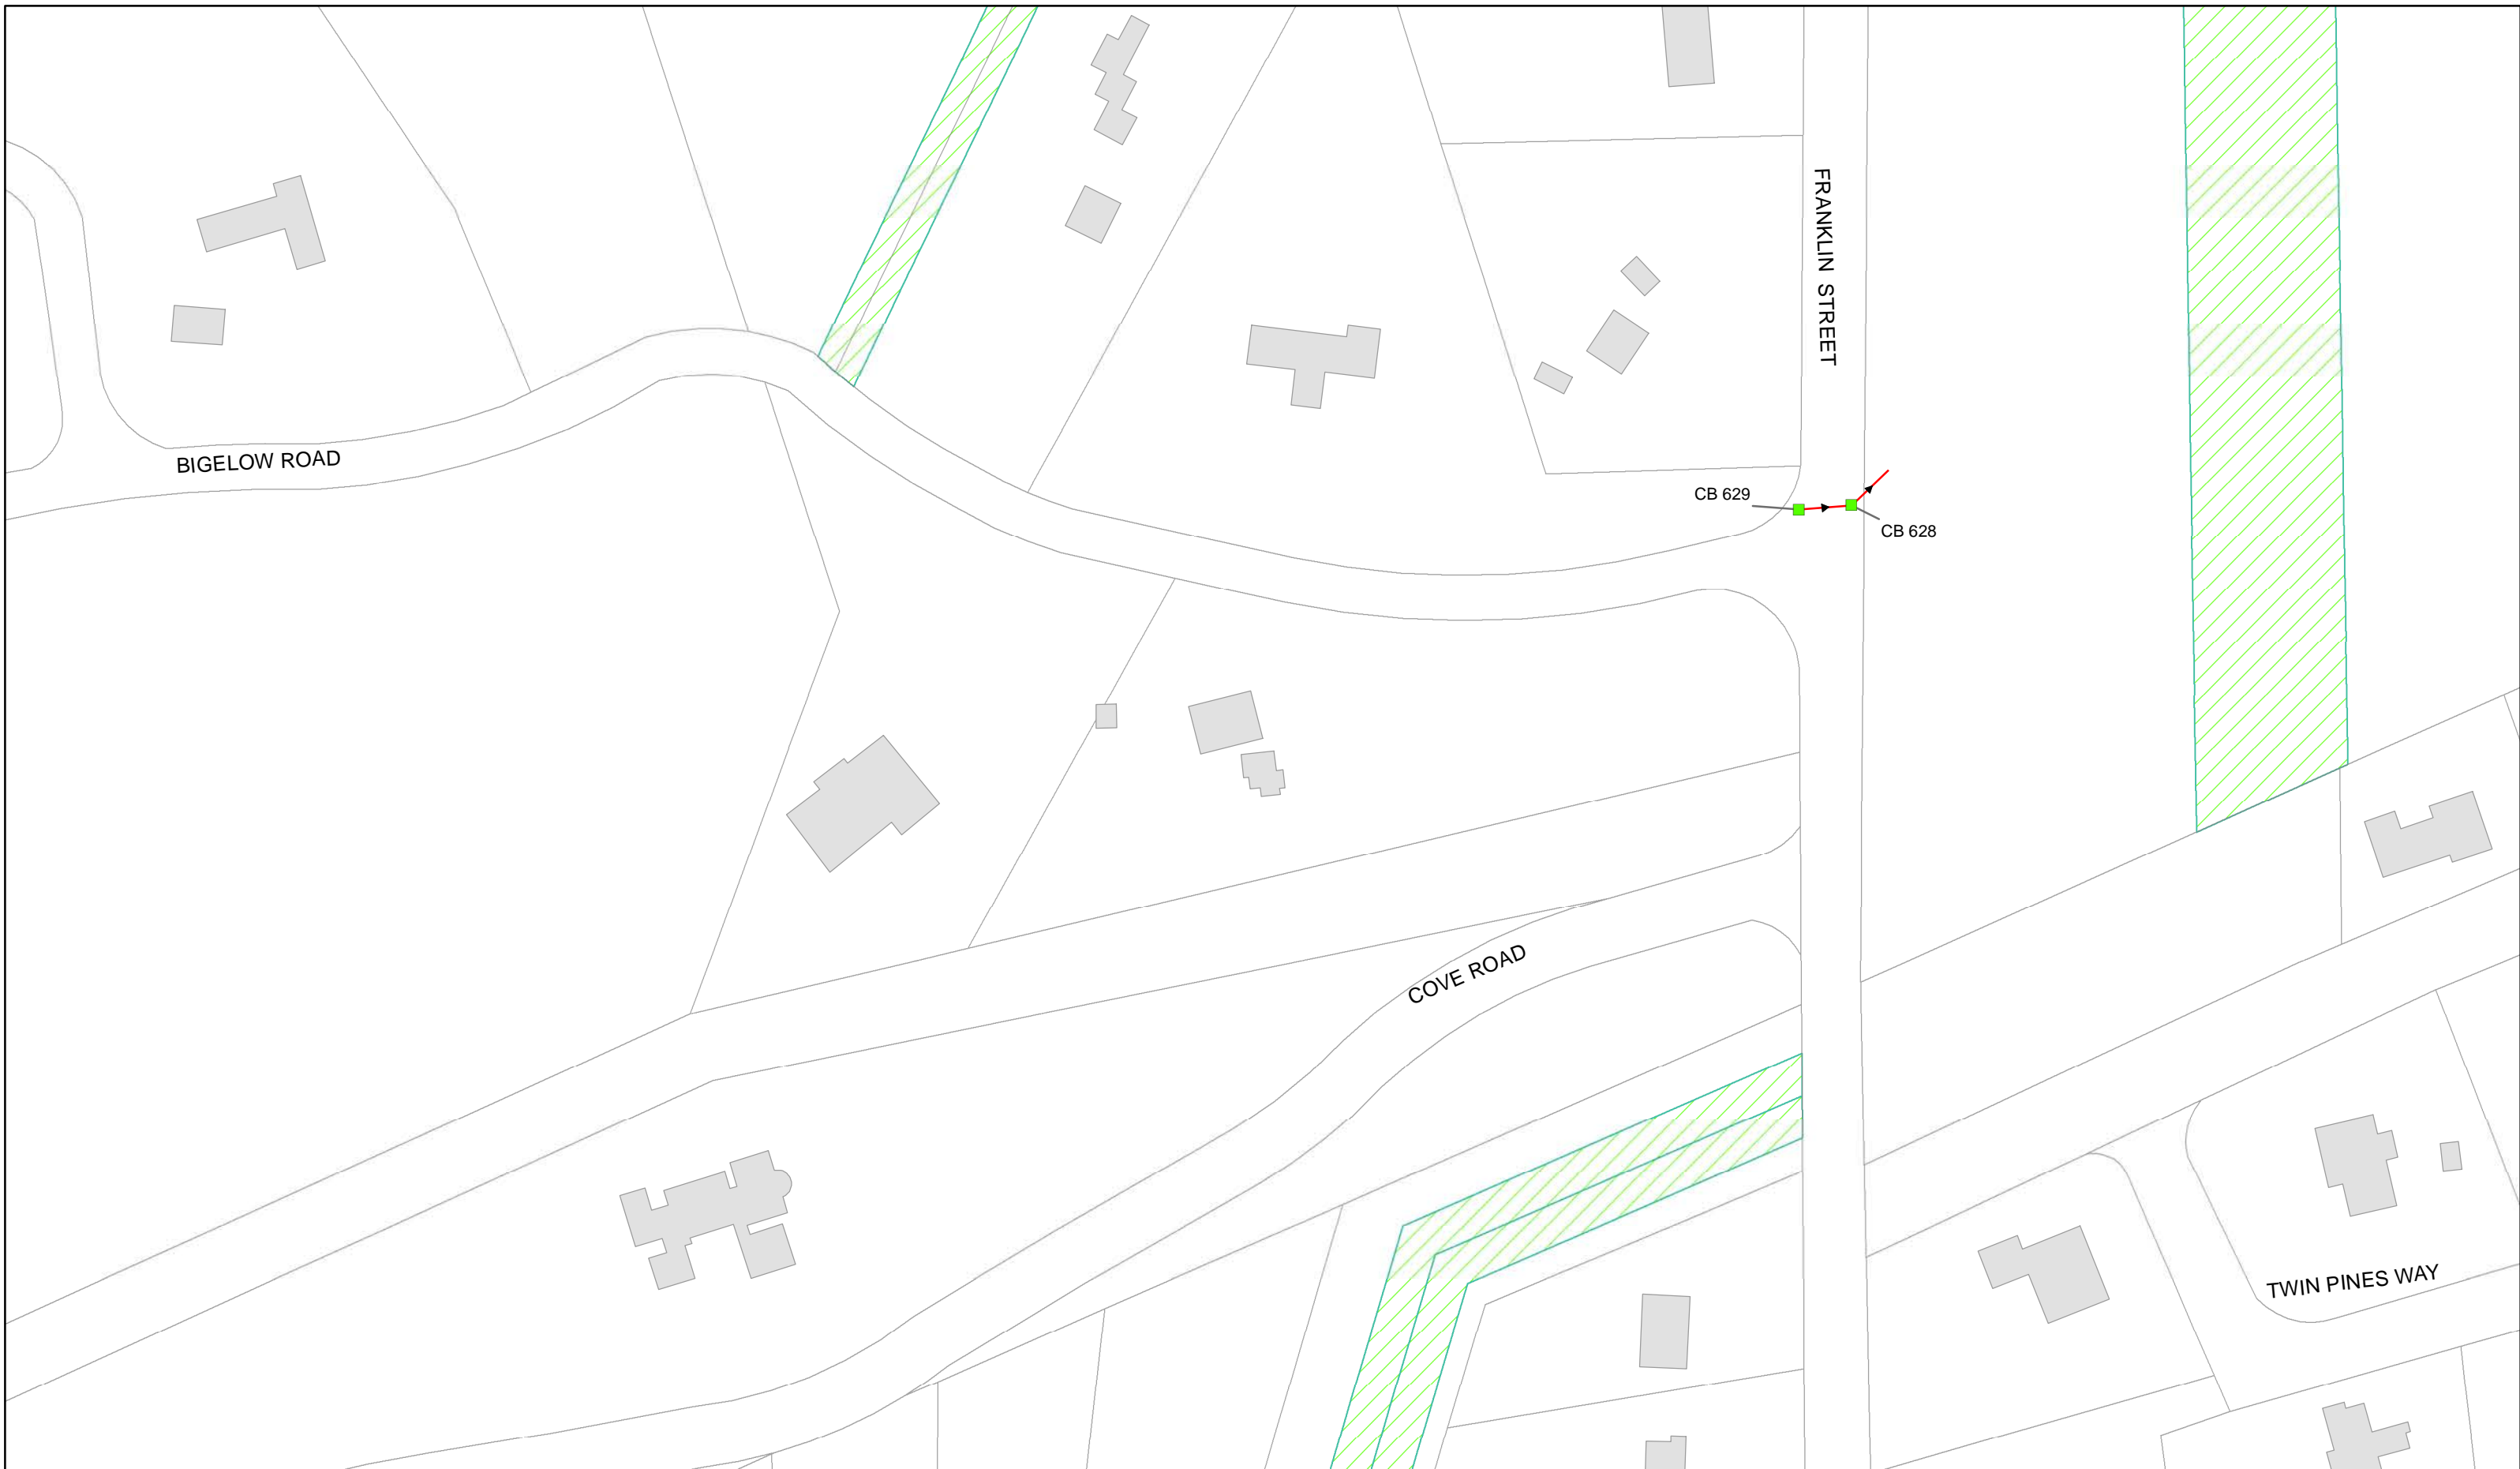 FRANKLIN STREET
BIGELOW ROAD
CB 629
CB 628
COVE ROAD
TWIN PINES WAY